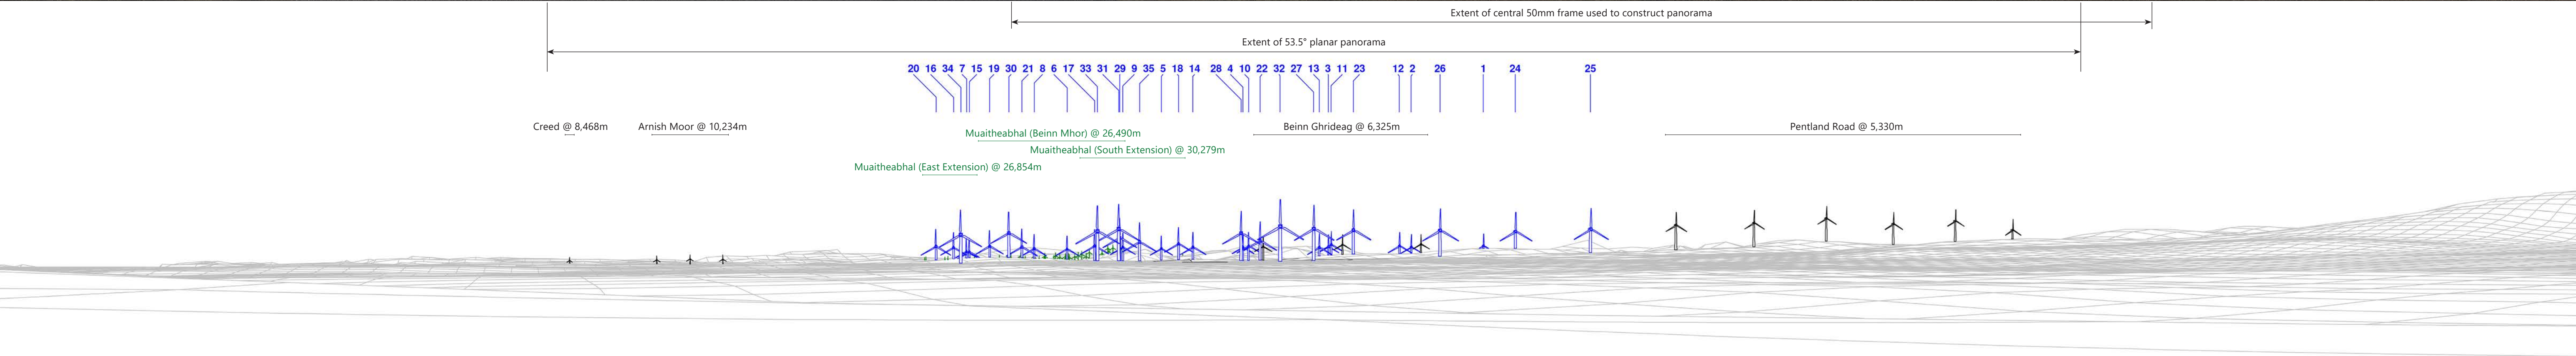 Extent of central 50mm frame used to construct panorama
Extent of 53.5° planar panorama
20 16 34 7 15 19 30 21 8 6 17 33 31 29 9 35 5 18 14 28 4 10 22 32 27 13 3 11 23 12 2 26 1 24 25
Creed @ 8,468m Arnish Moor @ 10,234m Beinn Ghrideag @ 6,325m Pentland Road @ 5,330m
Muaitheabhal (Beinn Mhor) @ 26,490m
Muaitheabhal (South Extension) @ 30,279m
Muaitheabhal (East Extension) @ 26,854m